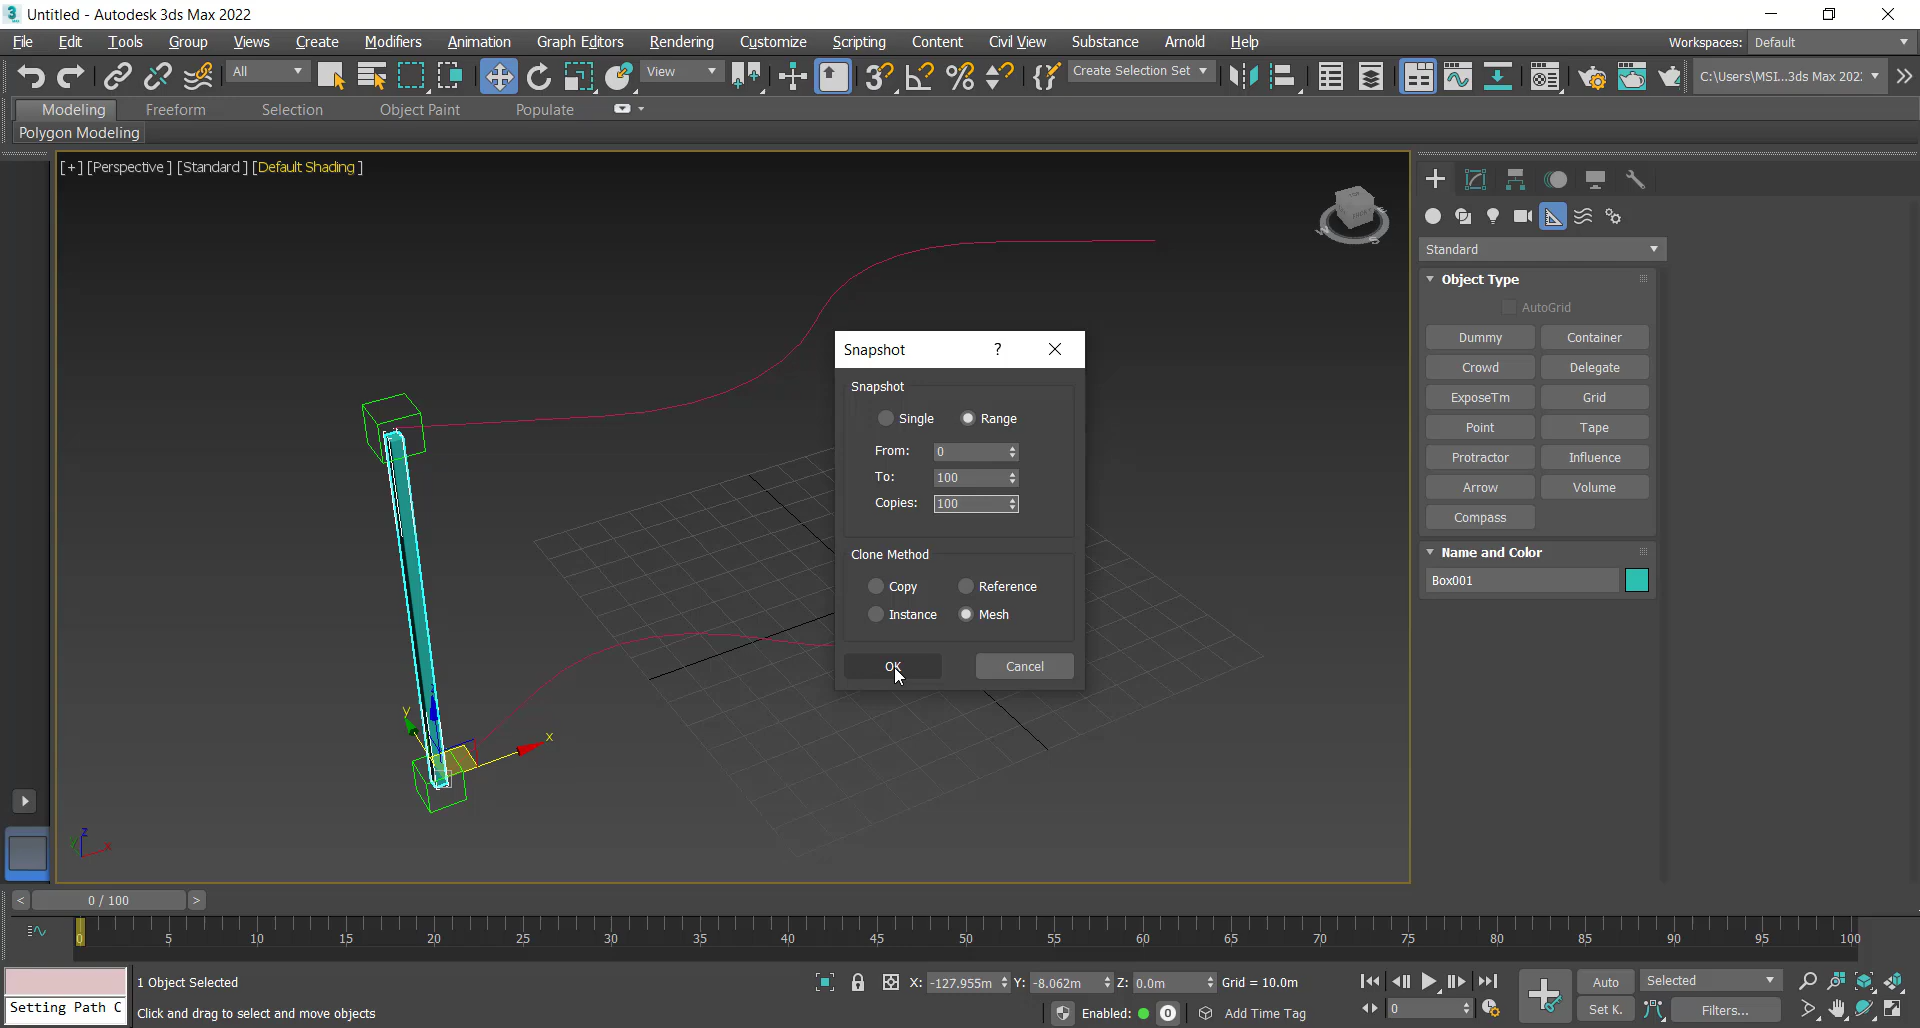 Untitled - Autodesk 3ds Max 2022
File Edit Tools Group Views Create Modifiers Animation Graph Editors Rendering Customize Scripting Content Civil View Substance Arnold Help Workspaces: Default
All View Create Selection Set C:\Users\MSI...3ds Max 202
Modeling Freeform Selection Object Paint Populate
Polygon Modeling
[+] [Perspective ] [Standard ] [Default Shading ]
Standard
Object Type
AutoGrid
Dummy Container
Crowd Delegate
ExposeTm Grid
Point Tape
Protractor Influence
Arrow Volume
Compass
Name and Color
Box001
Snapshot ?
Snapshot
Single Range
From: 0
To: 100
Copies: 100
Clone Method
Copy Reference
Instance Mesh
OK Cancel
x
y
z
x
W
S
< 0 / 100 >
0 5 10 15 20 25 30 35 40 45 50 55 60 65 70 75 80 85 90 95 100
1 Object Selected X: -127.955m Y: -8.062m Z: 0.0m Grid = 10.0m Auto Selected
Setting Path C Click and drag to select and move objects Enabled: 0 Add Time Tag 0 Set K. Filters...